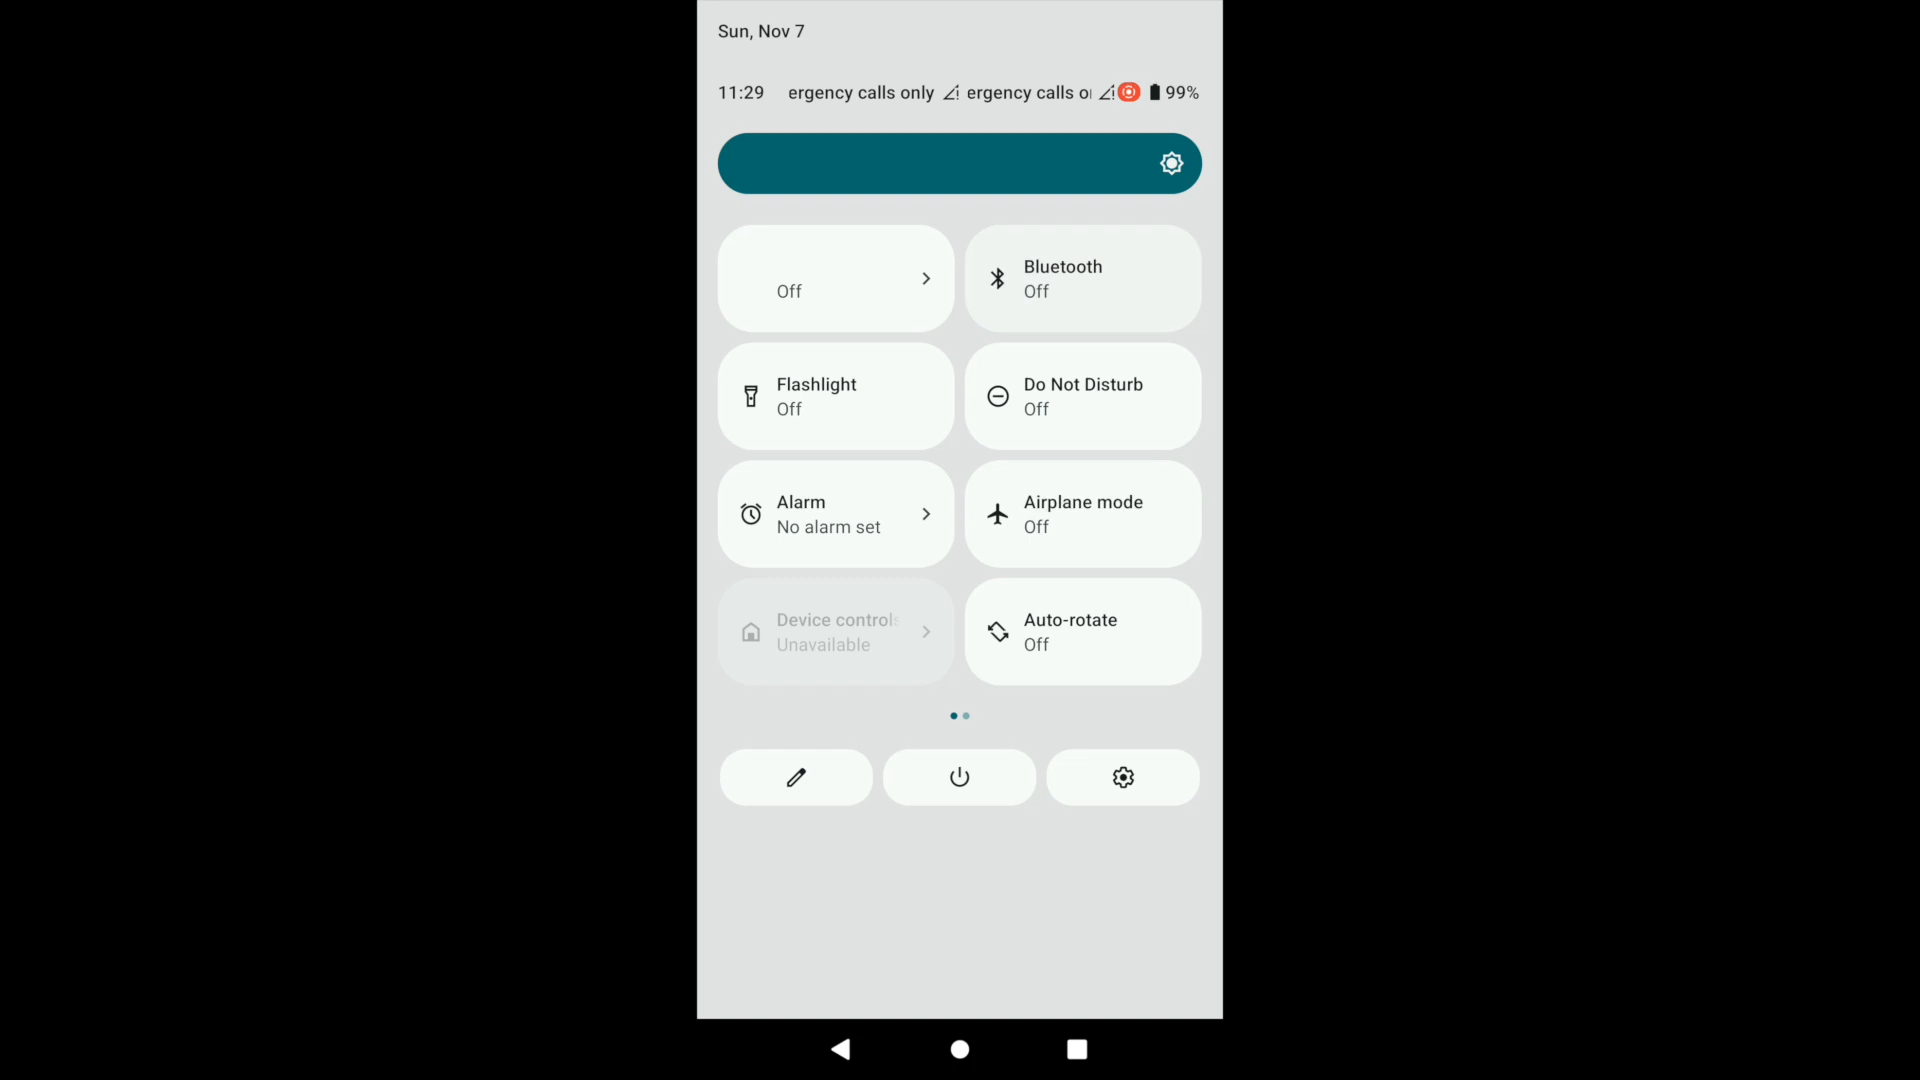 Sun, Nov 7
11:29 ergency calls only ergency calls 99%
Off
Bluetooth
Off
Flashlight
Off
Do Not Disturb
Off
Alarm
No alarm set
Airplane mode
Off
Device controls
Unavailable
Auto-rotate
Off